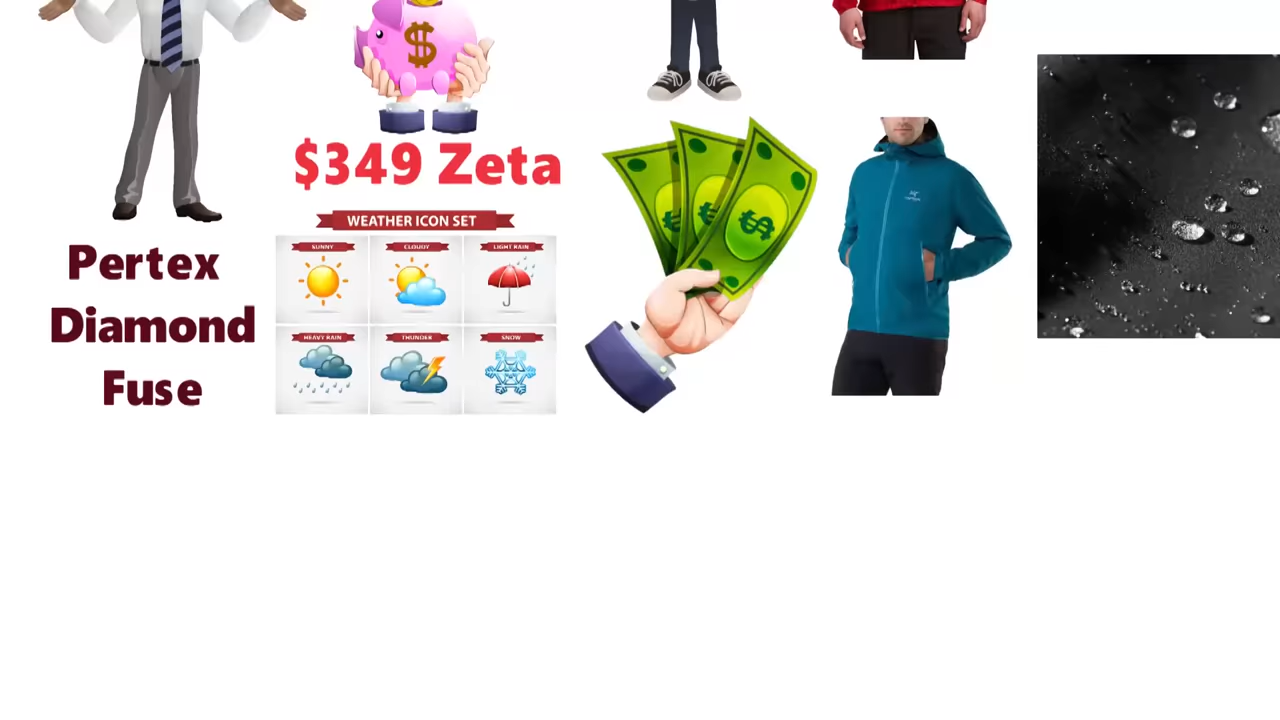 $349 Zeta
WEATHER ICON SET
SUNNY
CLOUDY
LIGHT RAIN
HEAVY RAIN
THUNDER
SNOW
Pertex
Diamond
Fuse